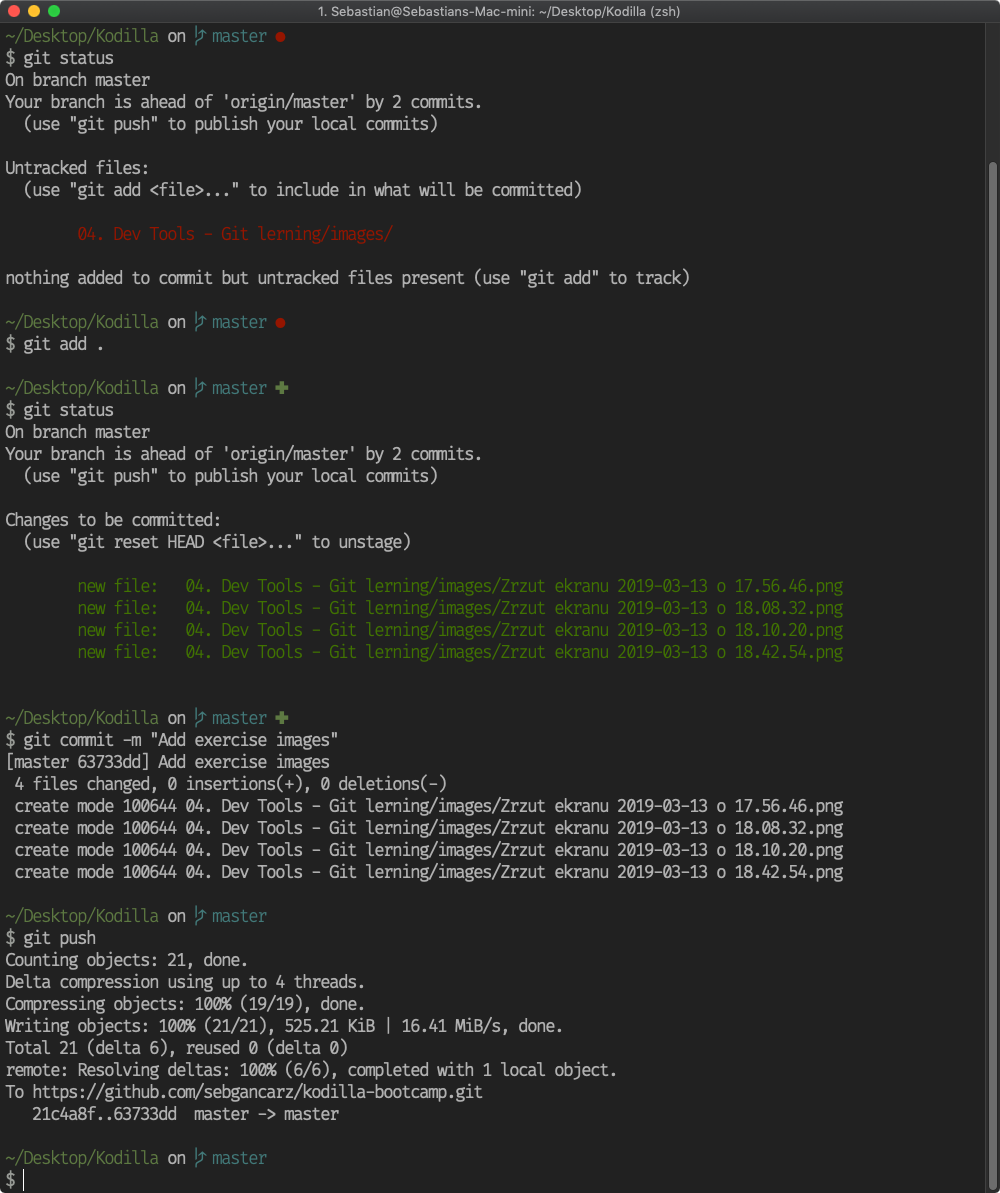 1. Sebastian@Sebastians-Mac-mini: ~/Desktop/Kodilla (zsh)
~/Desktop/Kodilla on master
$ git status
On branch master
Your branch is ahead of 'origin/master' by 2 commits.
  (use "git push" to publish your local commits)

Untracked files:
  (use "git add <file>..." to include in what will be committed)

        04. Dev Tools - Git lerning/images/

nothing added to commit but untracked files present (use "git add" to track)

~/Desktop/Kodilla on master
$ git add .

~/Desktop/Kodilla on master ✚
$ git status
On branch master
Your branch is ahead of 'origin/master' by 2 commits.
  (use "git push" to publish your local commits)

Changes to be committed:
  (use "git reset HEAD <file>..." to unstage)

        new file:   04. Dev Tools - Git lerning/images/Zrzut ekranu 2019-03-13 o 17.56.46.png
        new file:   04. Dev Tools - Git lerning/images/Zrzut ekranu 2019-03-13 o 18.08.32.png
        new file:   04. Dev Tools - Git lerning/images/Zrzut ekranu 2019-03-13 o 18.10.20.png
        new file:   04. Dev Tools - Git lerning/images/Zrzut ekranu 2019-03-13 o 18.42.54.png

~/Desktop/Kodilla on master ✚
$ git commit -m "Add exercise images"
[master 63733dd] Add exercise images
 4 files changed, 0 insertions(+), 0 deletions(-)
 create mode 100644 04. Dev Tools - Git lerning/images/Zrzut ekranu 2019-03-13 o 17.56.46.png
 create mode 100644 04. Dev Tools - Git lerning/images/Zrzut ekranu 2019-03-13 o 18.08.32.png
 create mode 100644 04. Dev Tools - Git lerning/images/Zrzut ekranu 2019-03-13 o 18.10.20.png
 create mode 100644 04. Dev Tools - Git lerning/images/Zrzut ekranu 2019-03-13 o 18.42.54.png

~/Desktop/Kodilla on master
$ git push
Counting objects: 21, done.
Delta compression using up to 4 threads.
Compressing objects: 100% (19/19), done.
Writing objects: 100% (21/21), 525.21 KiB | 16.41 MiB/s, done.
Total 21 (delta 6), reused 0 (delta 0)
remote: Resolving deltas: 100% (6/6), completed with 1 local object.
To https://github.com/sebgancarz/kodilla-bootcamp.git
   21c4a8f..63733dd  master -> master

~/Desktop/Kodilla on master
$